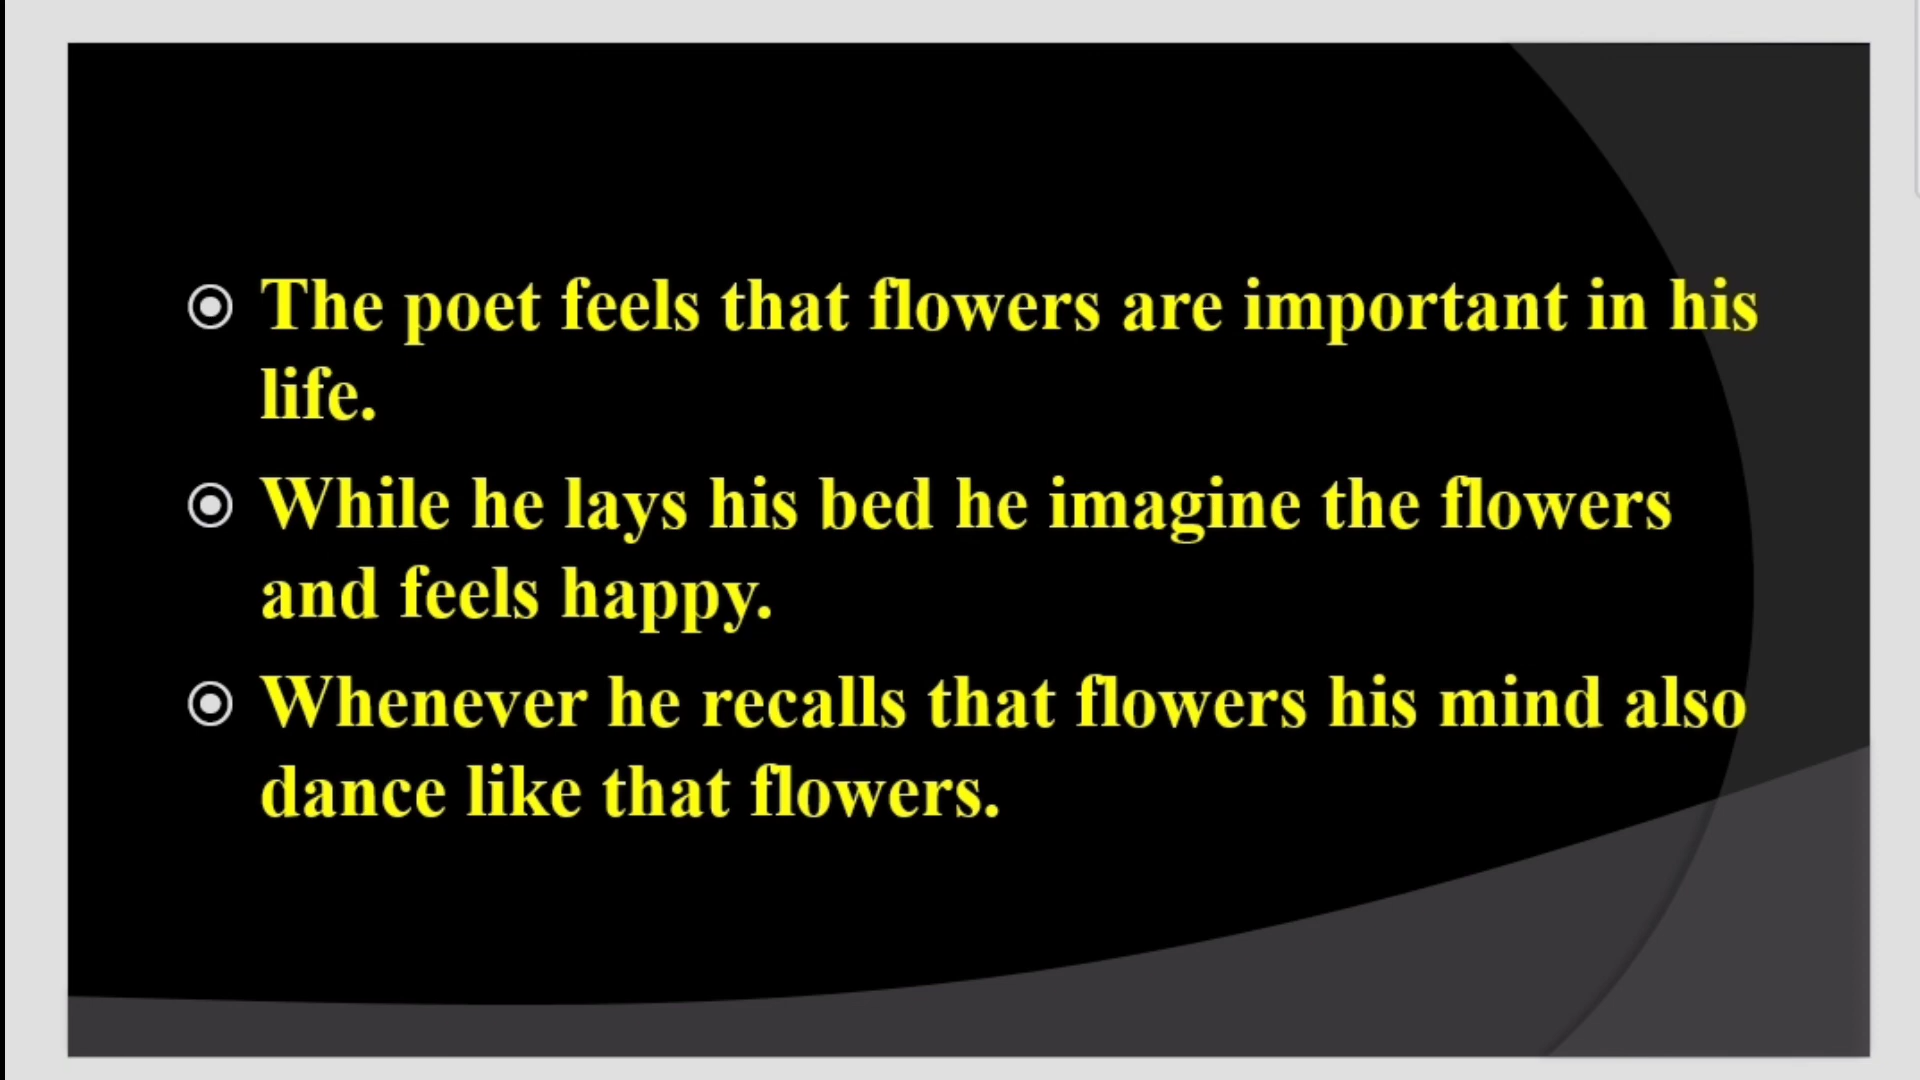 The poet feels that flowers are important in his
life.
While he lays his bed he imagine the flowers
and feels happy.
Whenever he recalls that flowers his mind also
dance like that flowers.